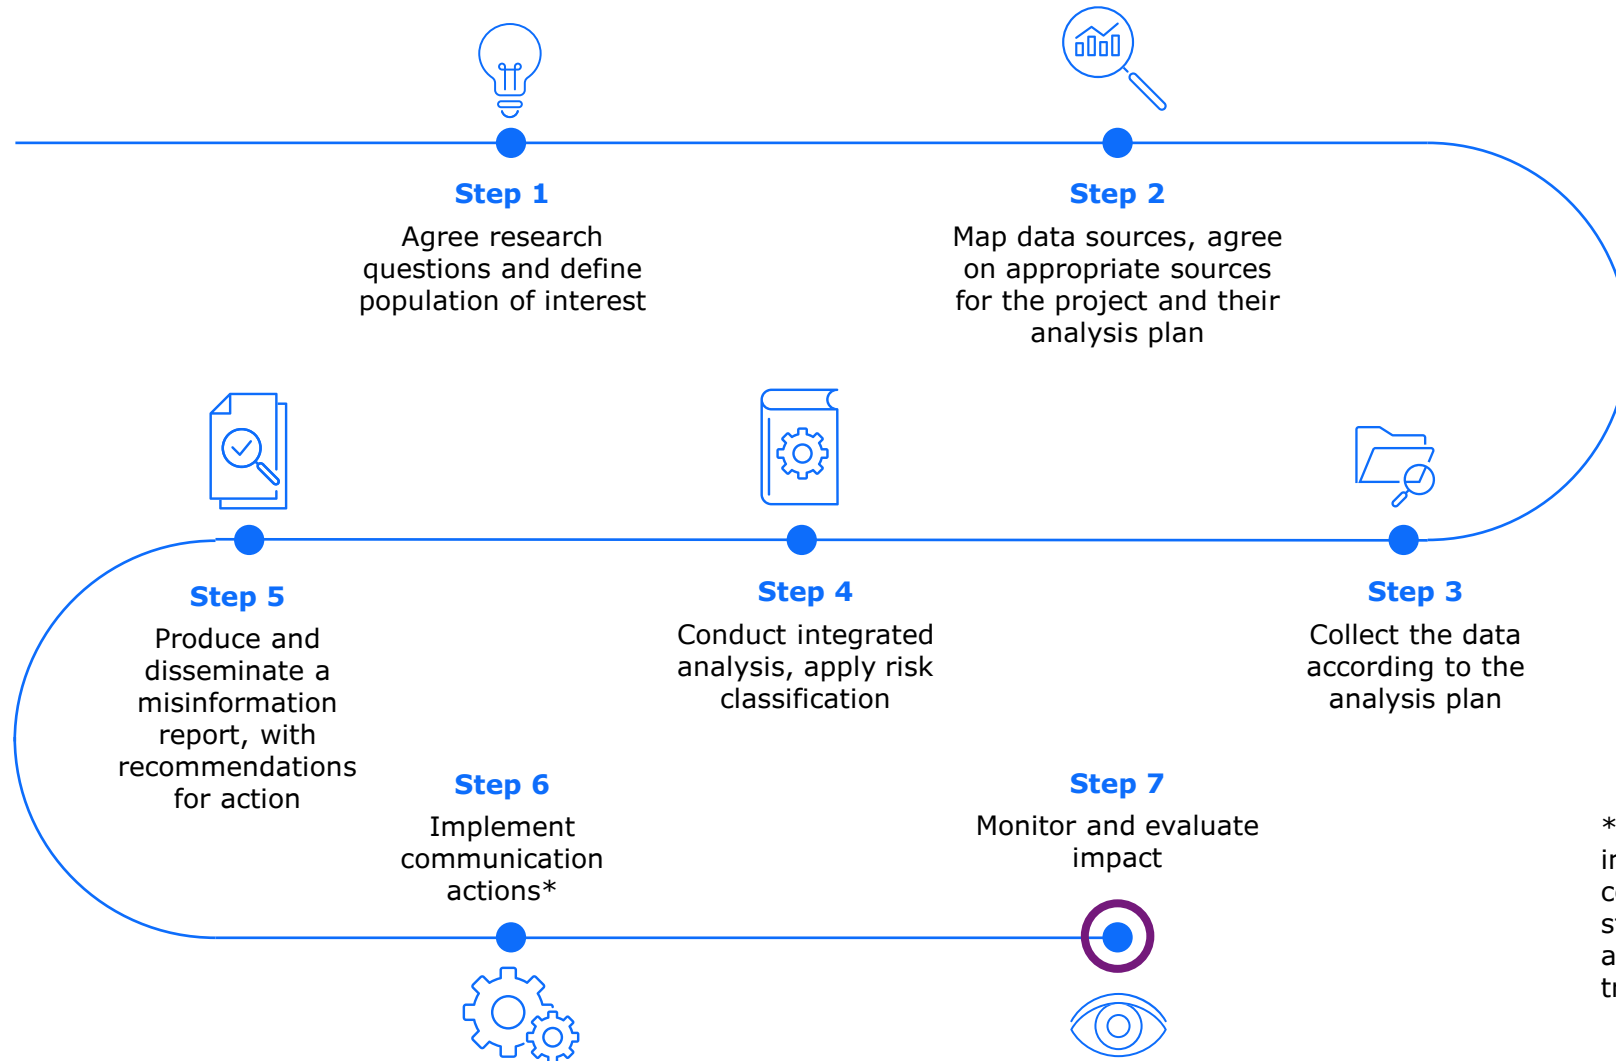 Step 1
Agree research
questions and define
population of interest
Step 2
Map data sources, agree
on appropriate sources
for the project and their
analysis plan
Step 3
Collect the data
according to the
analysis plan
Step 4
Conduct integrated
analysis, apply risk
classification
Step 5
Produce and
disseminate a
misinformation
report, with
recommendations
for action
Step 6
Implement
communication
actions*
Step 7
Monitor and evaluate
impact
*